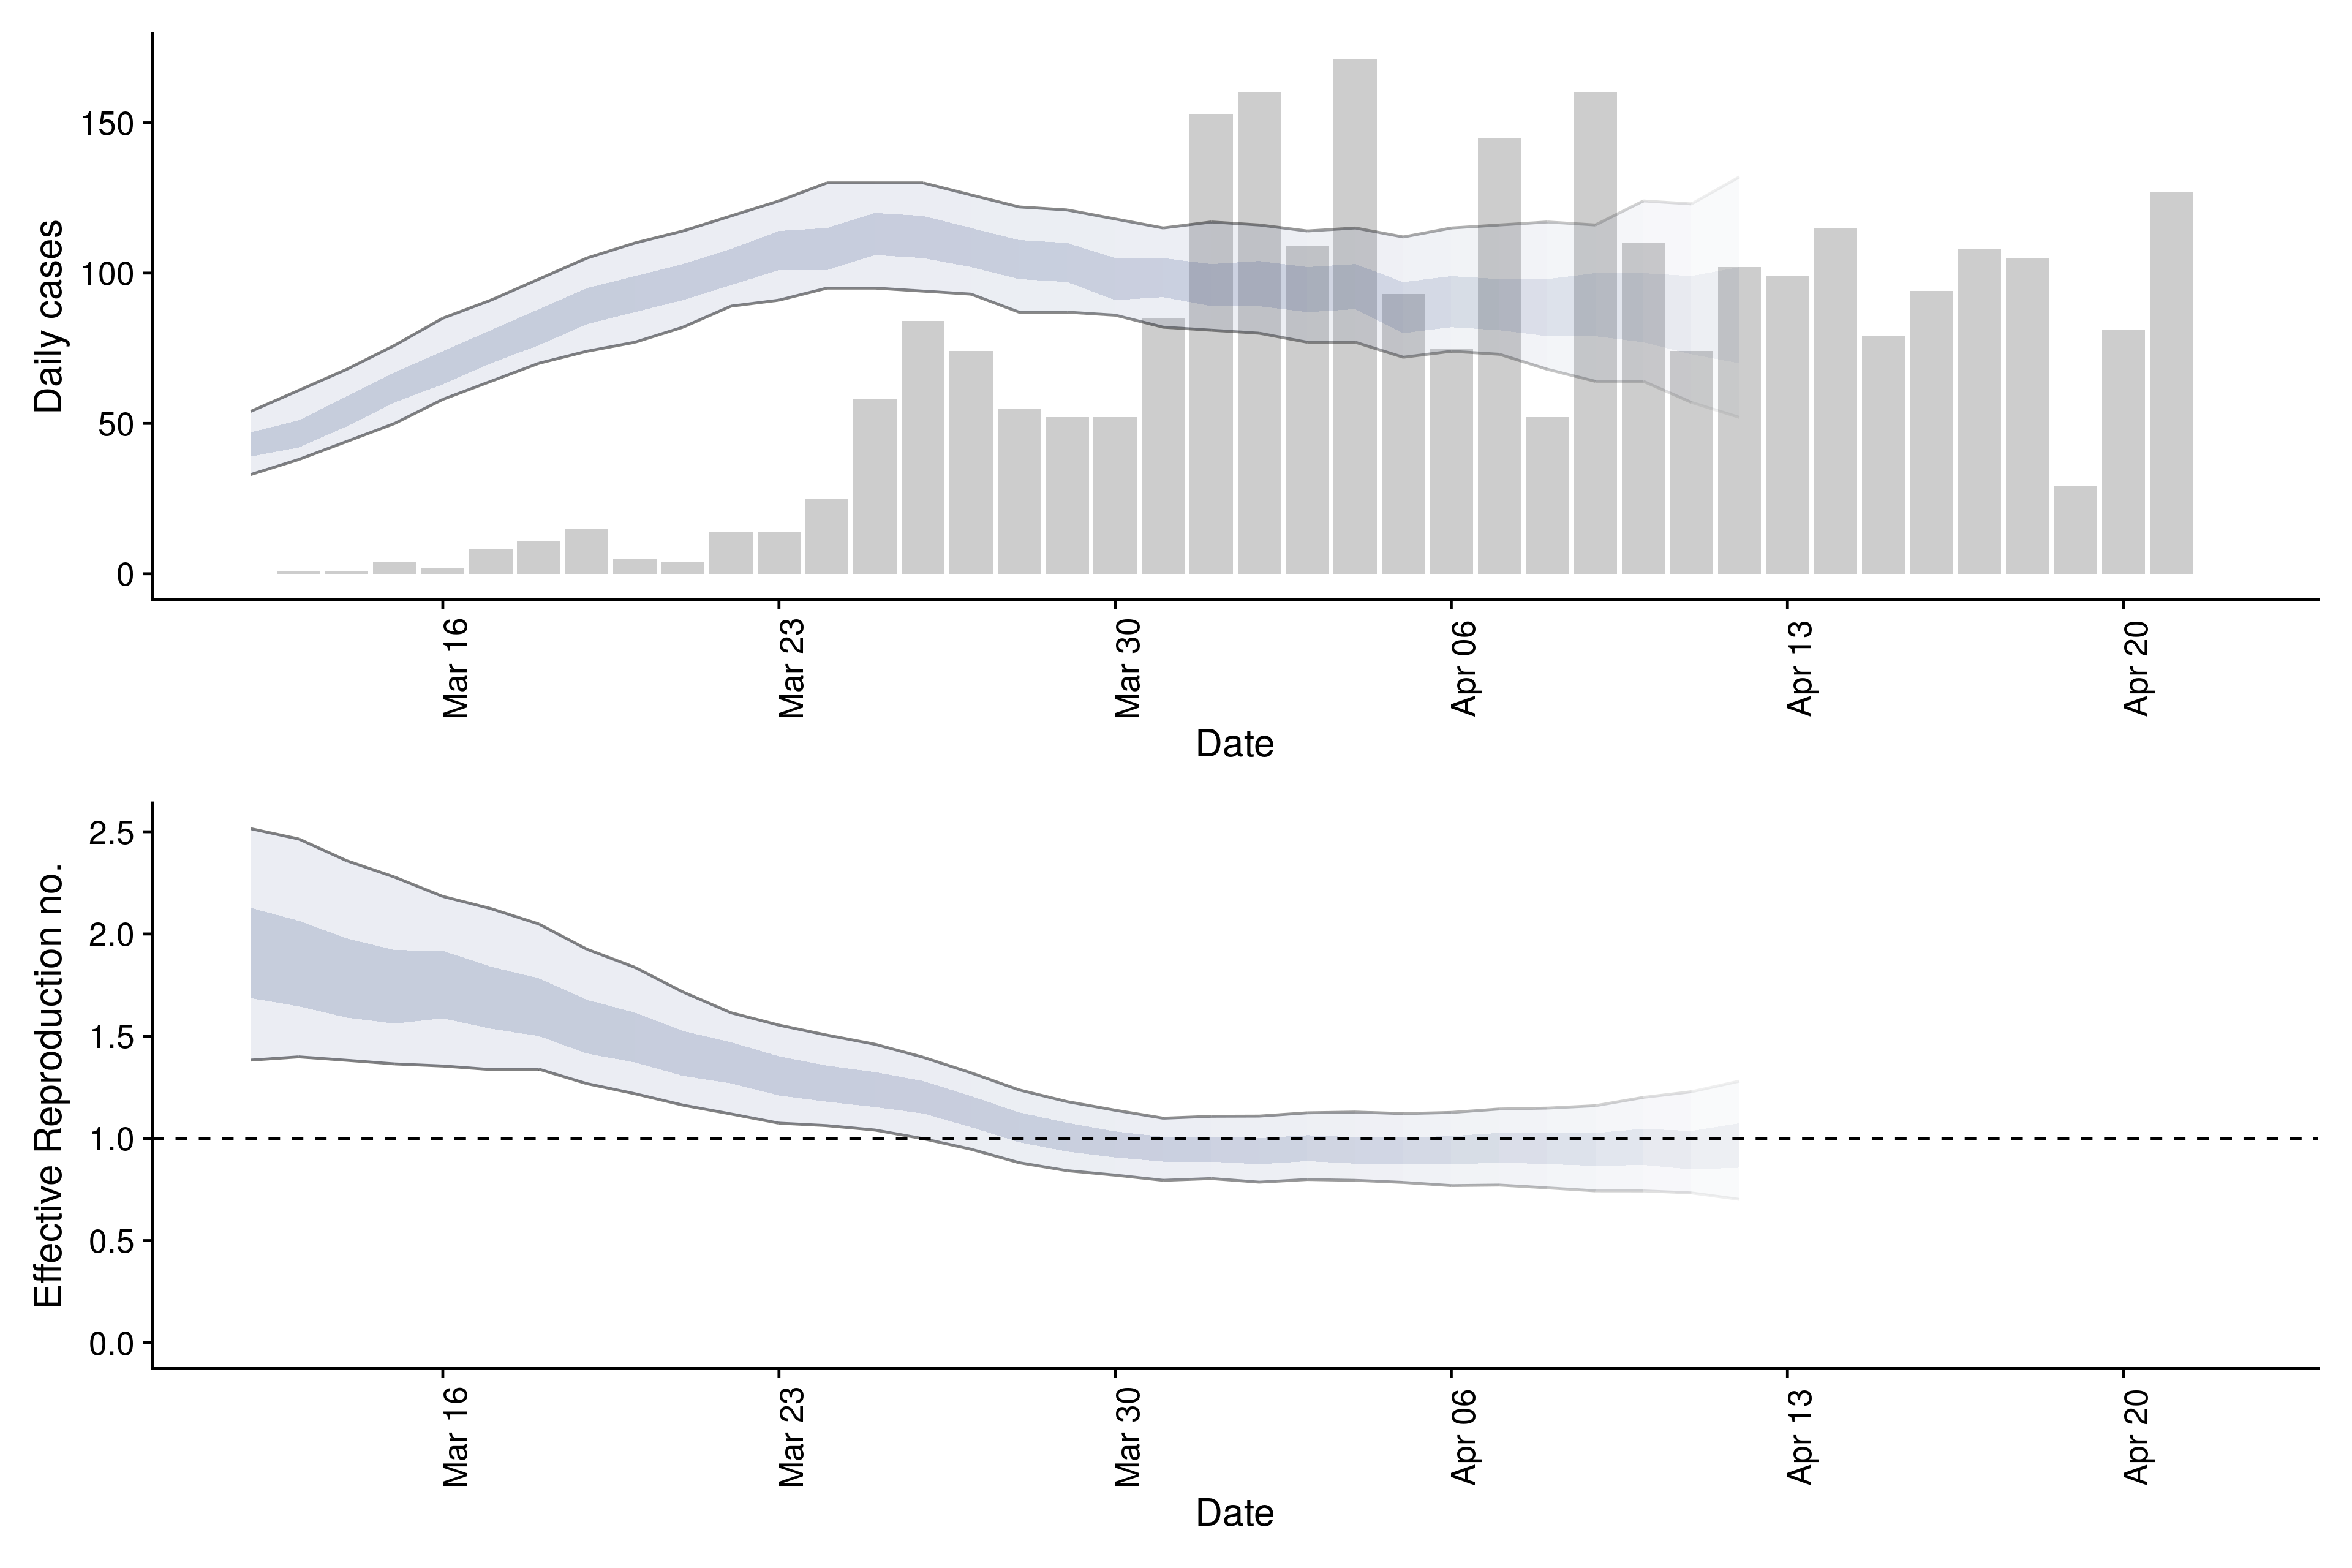 Daily cases
150
100
50
0
Mar 16
Mar 23
Mar 30
Apr 06
Apr 13
Apr 20
Date
Effective Reproduction no.
2.5
2.0
1.5
1.0
0.5
0.0
Mar 16
Mar 23
Mar 30
Apr 06
Apr 13
Apr 20
Date